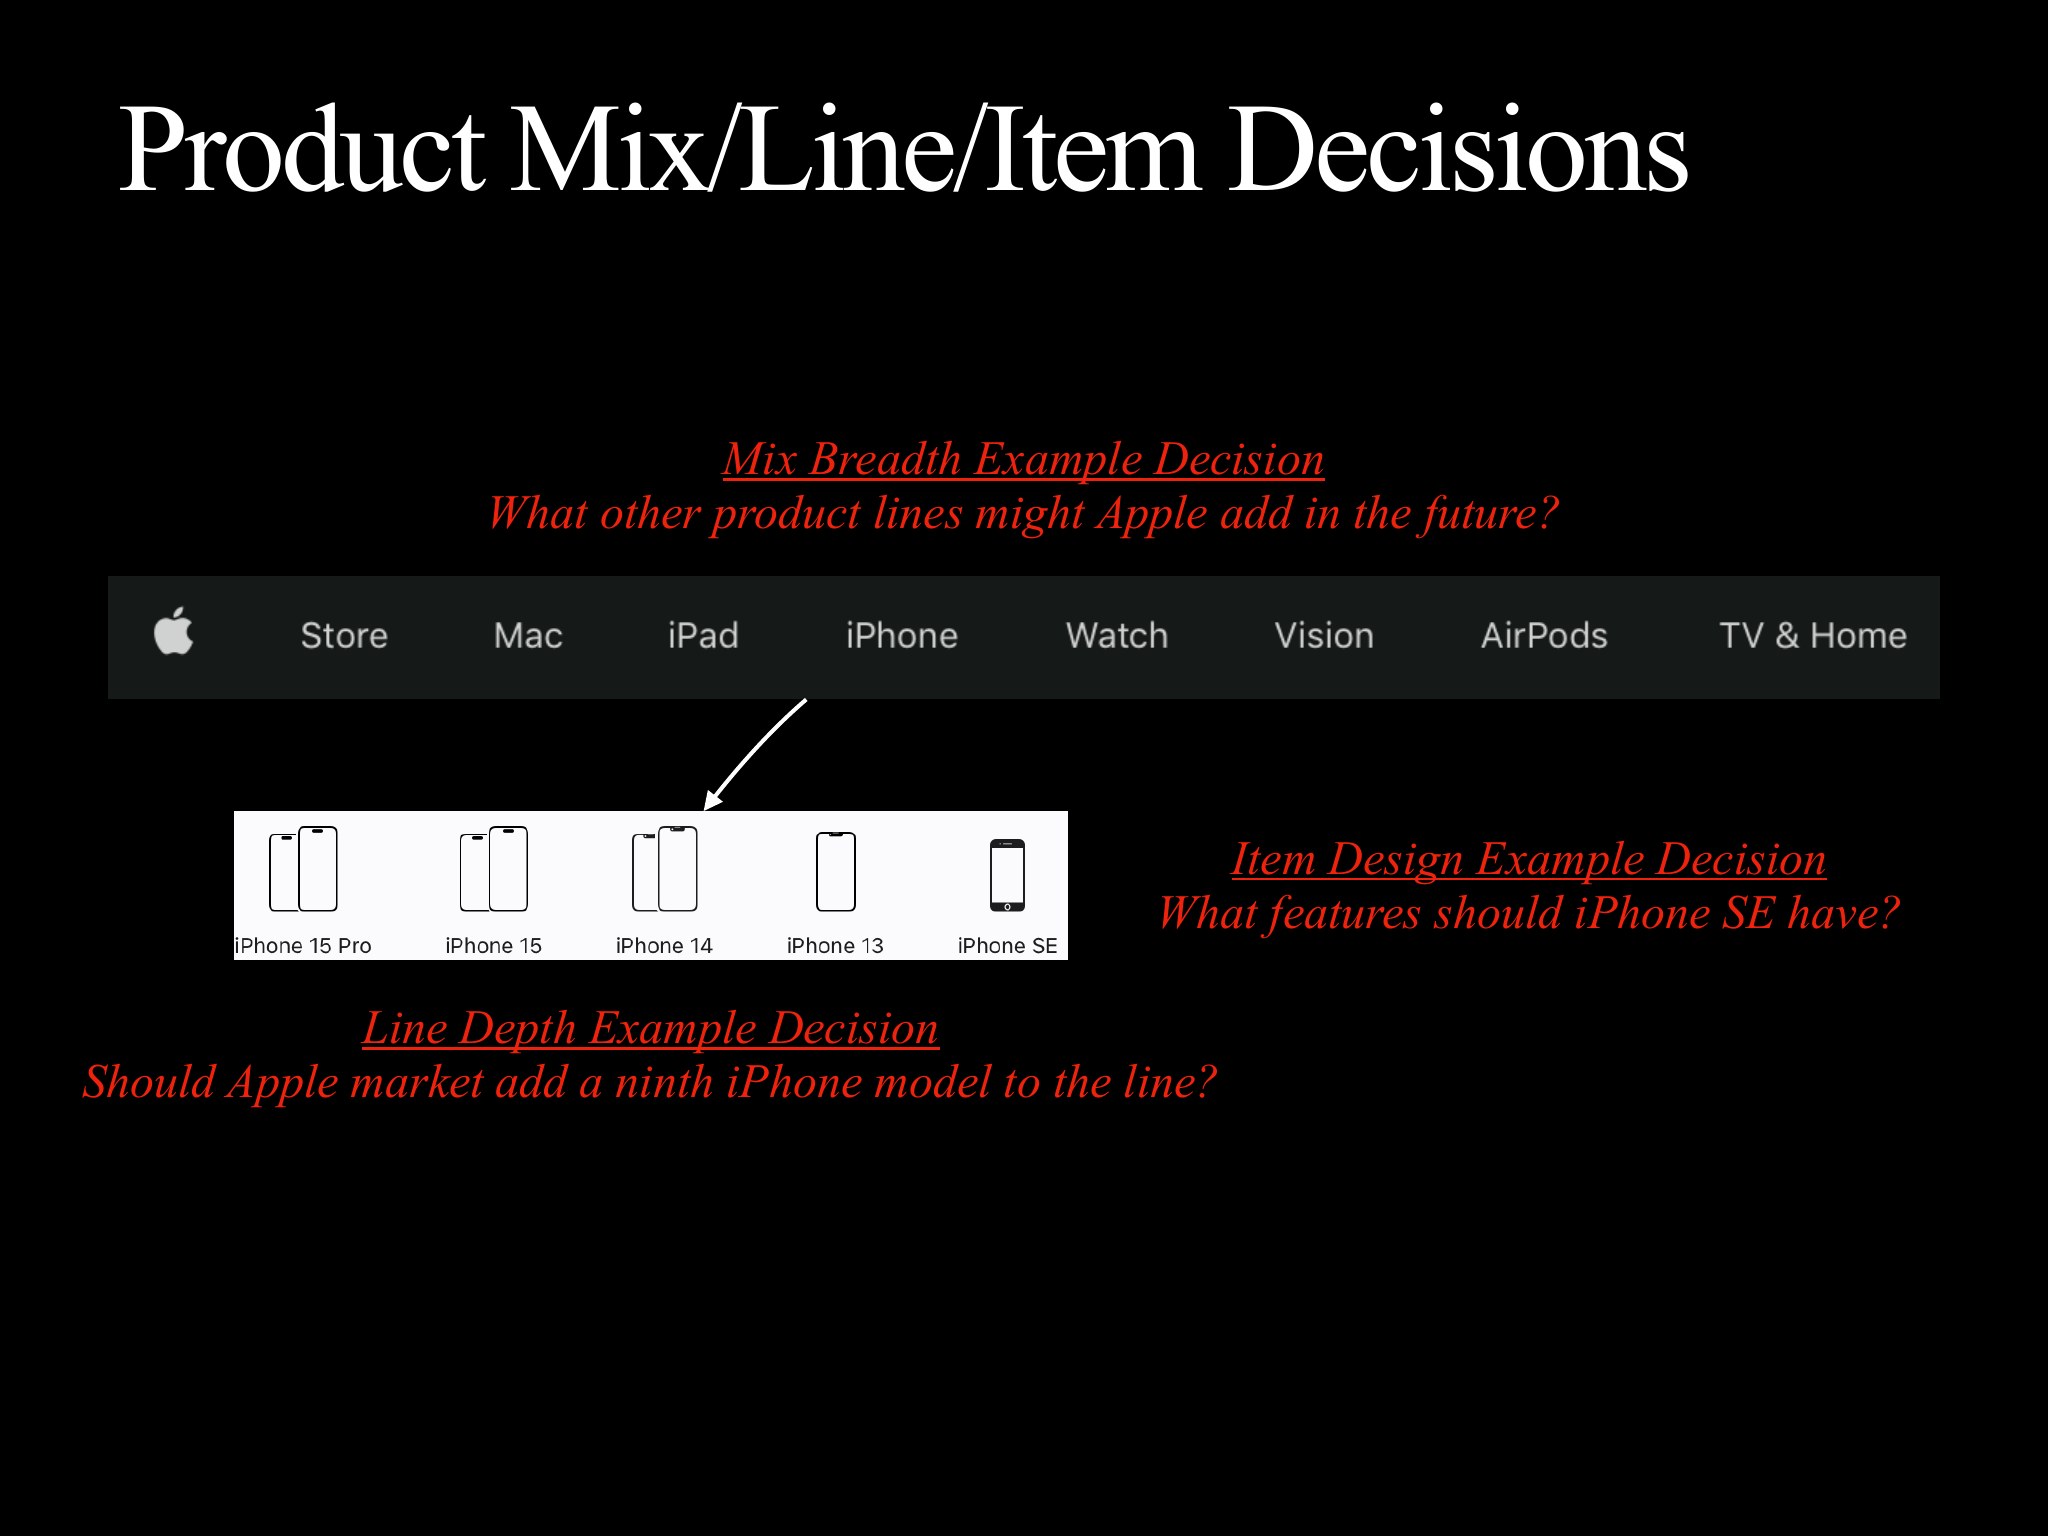 Product Mix/Line/Item Decisions
Mix Breadth Example Decision
What other product lines might Apple add in the future?
Store Mac iPad iPhone Watch Vision AirPods TV & Home
iPhone 15 Pro iPhone 15 iPhone 14 iPhone 13 iPhone SE
Item Design Example Decision
What features should iPhone SE have?
Line Depth Example Decision
Should Apple market add a ninth iPhone model to the line?